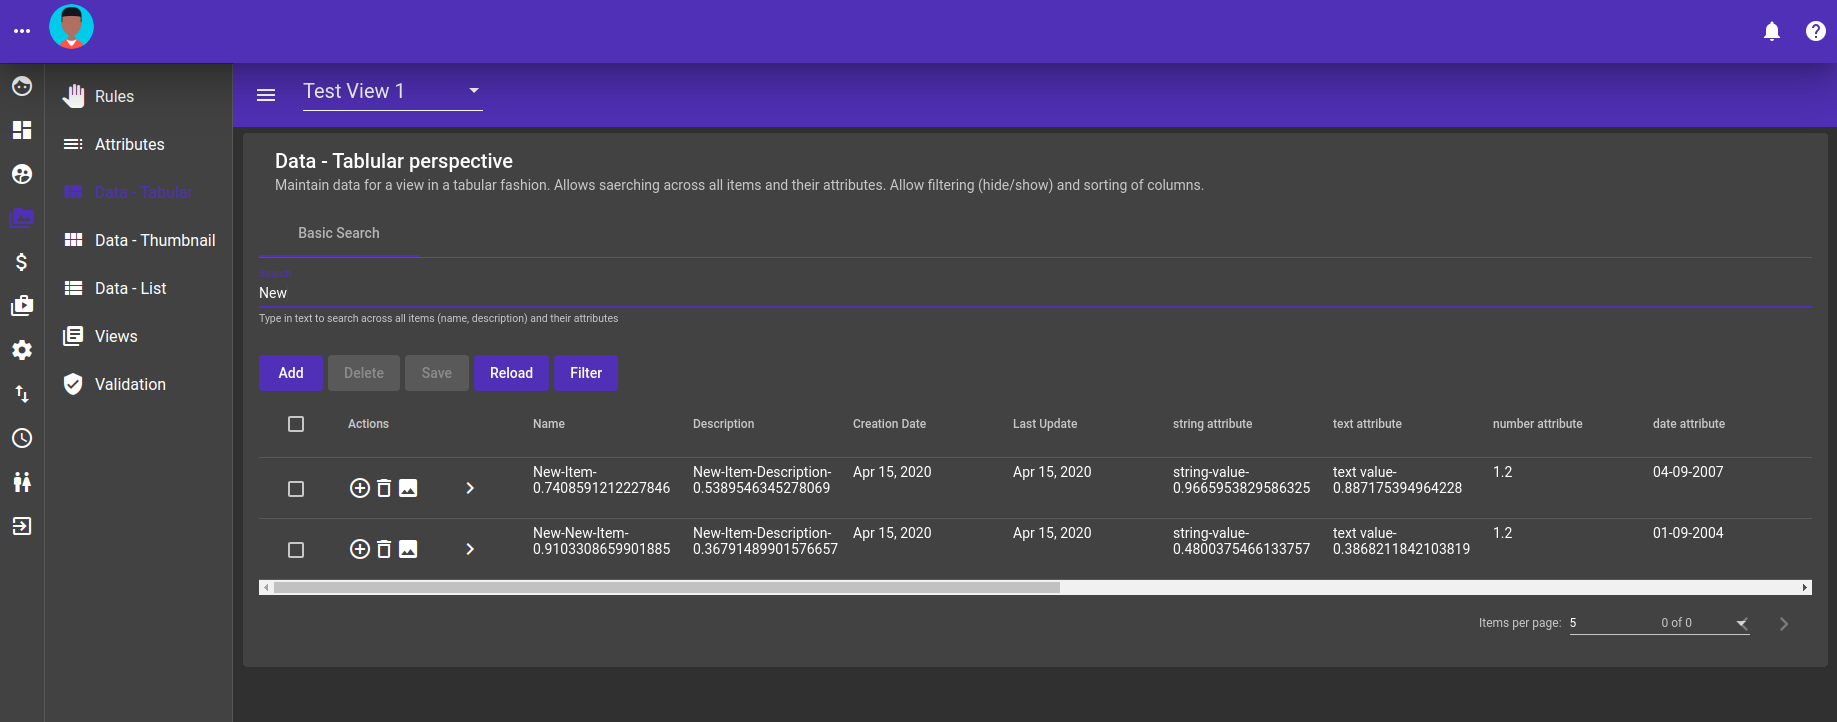 Test View 1
Rules
Attributes
Data - Tabular
Data - Thumbnail
Data - List
Views
Validation
Data - Tablular perspective
Maintain data for a view in a tabular fashion. Allows saerching across all items and their attributes. Allow filtering (hide/show) and sorting of columns.
Basic Search
Search
New
Type in text to search across all items (name, description) and their attributes
Add Delete Save Reload Filter
Actions Name Description Creation Date Last Update string attribute text attribute number attribute date attribute
New-Item- New-Item-Description- Apr 15, 2020 Apr 15, 2020 string-value- text value- 1.2 04-09-2007
0.7408591212227846 0.5389546345278069 0.9665953829586325 0.887175394964228
New-New-Item- New-Item-Description- Apr 15, 2020 Apr 15, 2020 string-value- text value- 1.2 01-09-2004
0.9103308659901885 0.36791489901576657 0.4800375466133757 0.3868211842103819
Items per page: 5 0 of 0